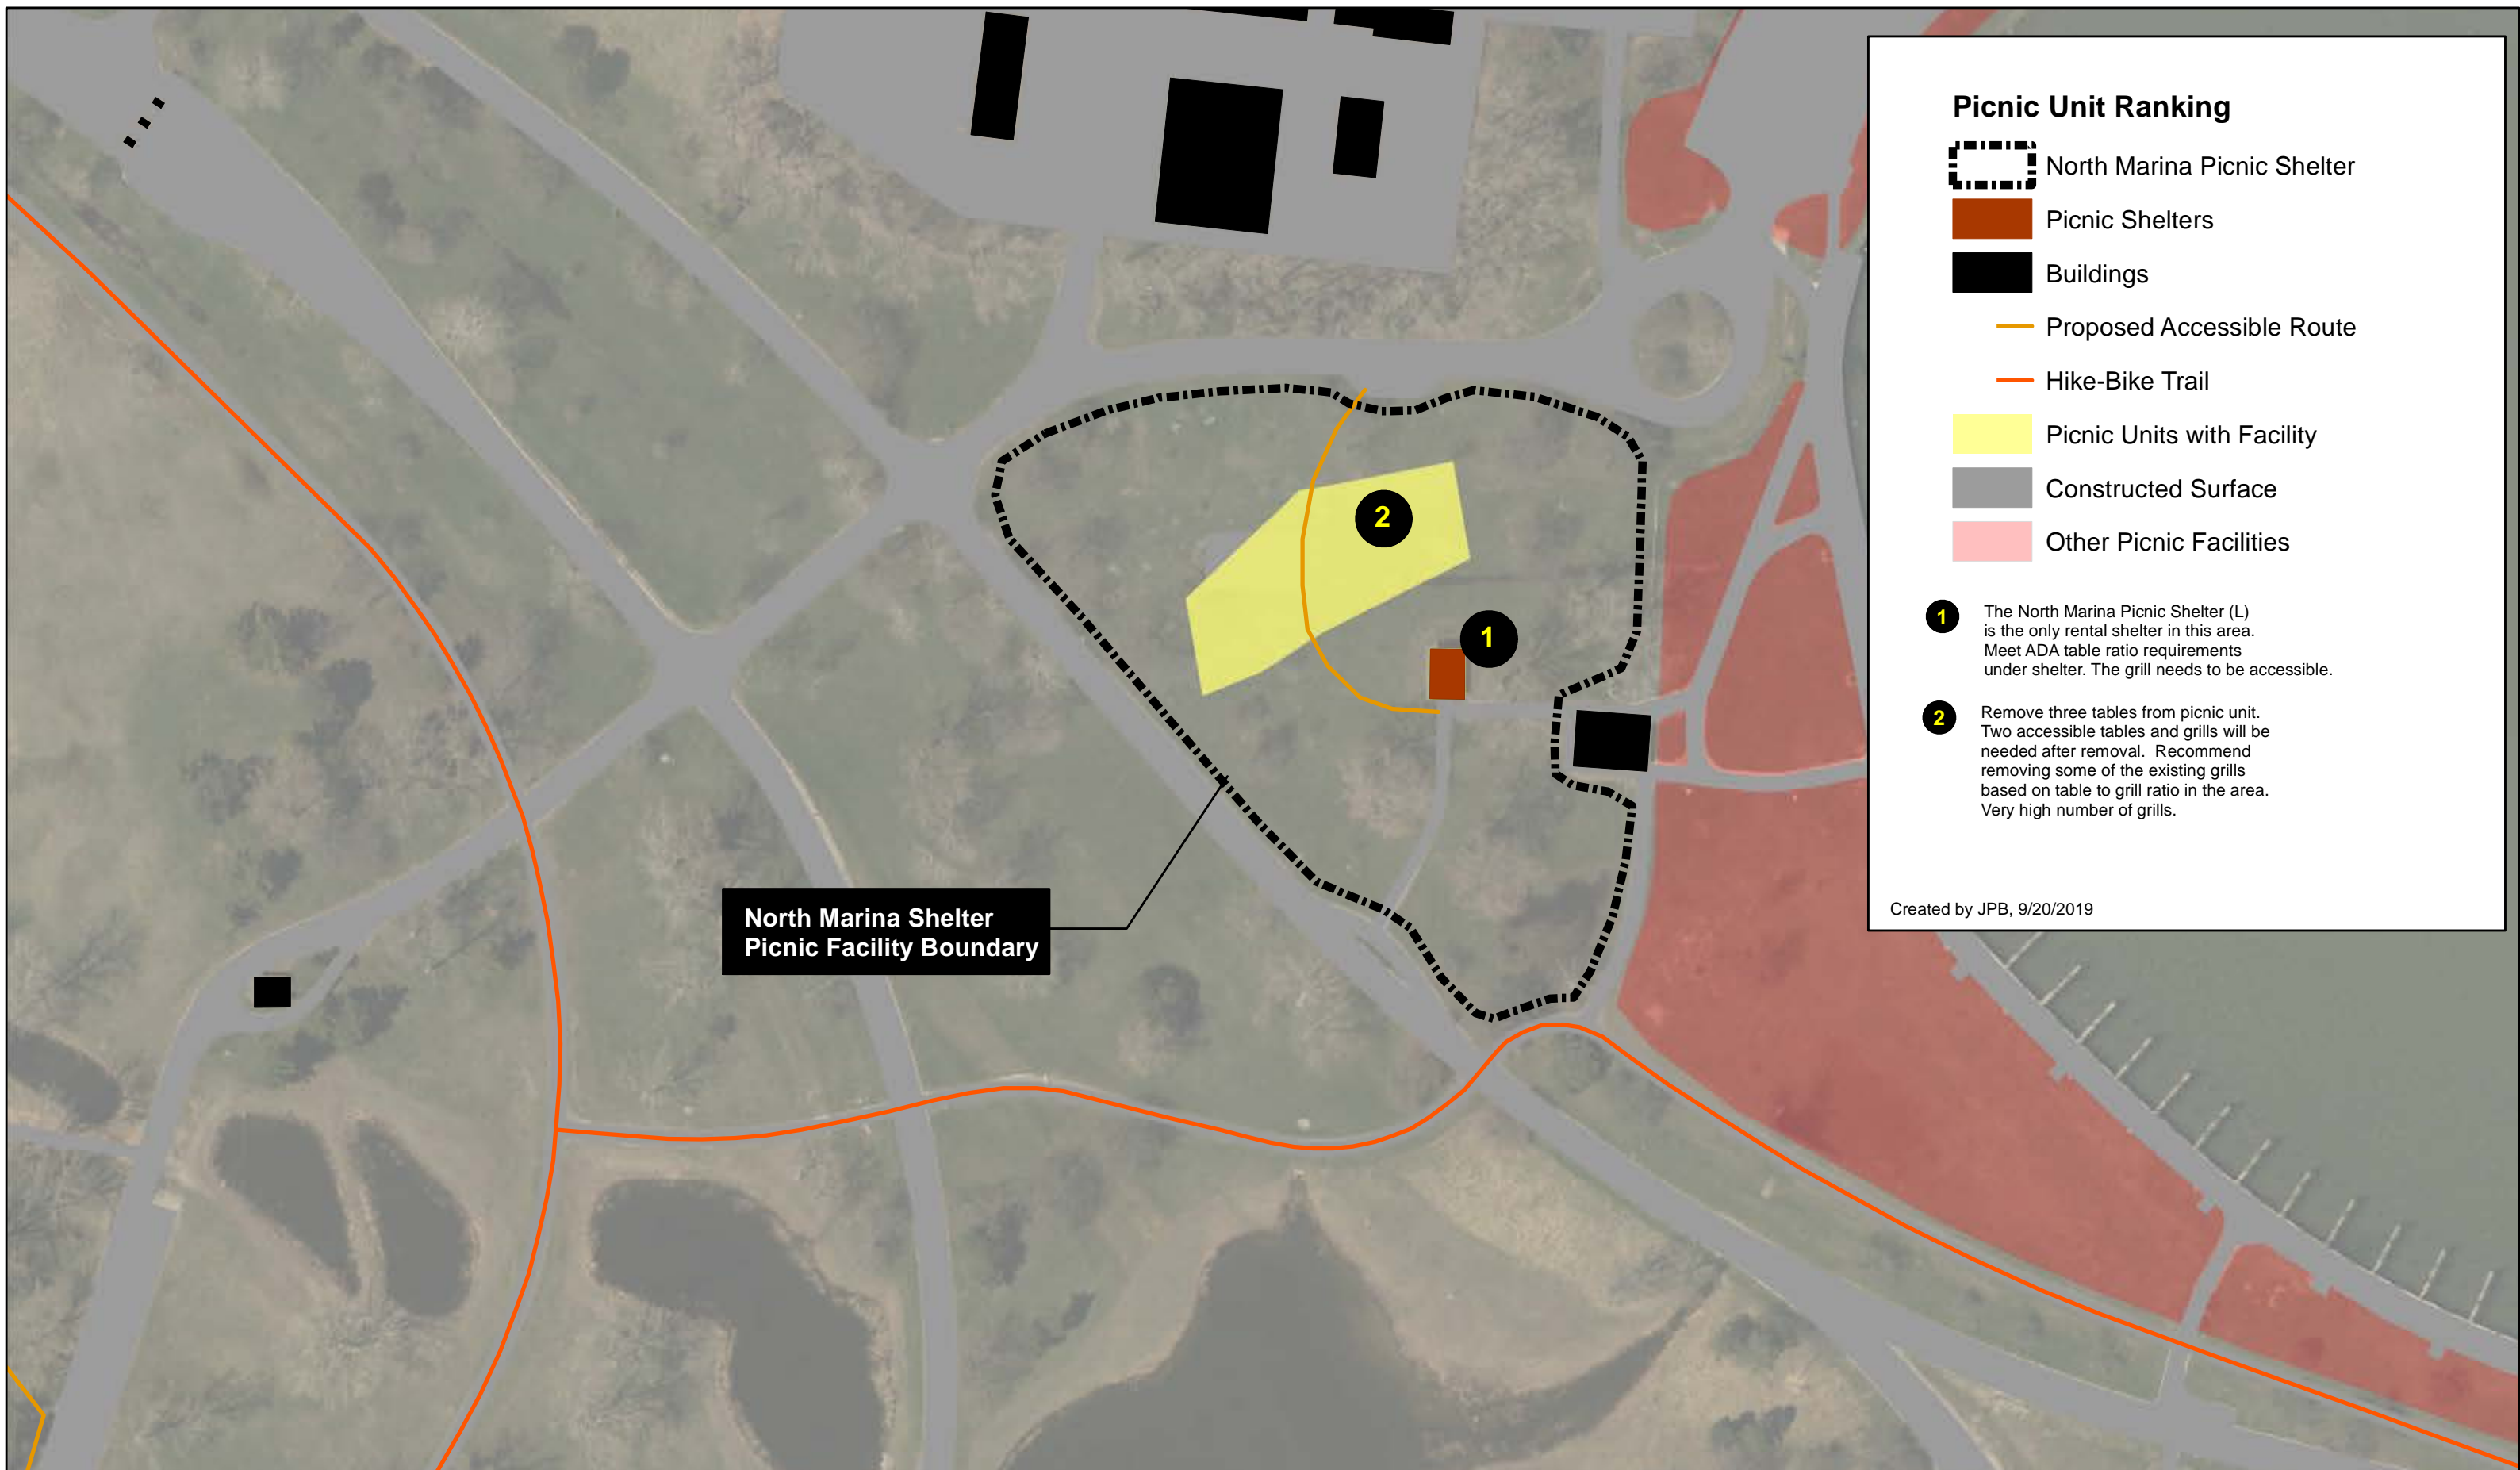 Picnic Unit Ranking
North Marina Picnic Shelter
Picnic Shelters
Buildings
Proposed Accessible Route
Hike-Bike Trail
Picnic Units with Facility
Constructed Surface
Other Picnic Facilities
1
The North Marina Picnic Shelter (L)
is the only rental shelter in this area.
Meet ADA table ratio requirements
under shelter. The grill needs to be accessible.
2
Remove three tables from picnic unit.
Two accessible tables and grills will be
needed after removal. Recommend
removing some of the existing grills
based on table to grill ratio in the area.
Very high number of grills.
Created by JPB, 9/20/2019
2
1
North Marina Shelter
Picnic Facility Boundary